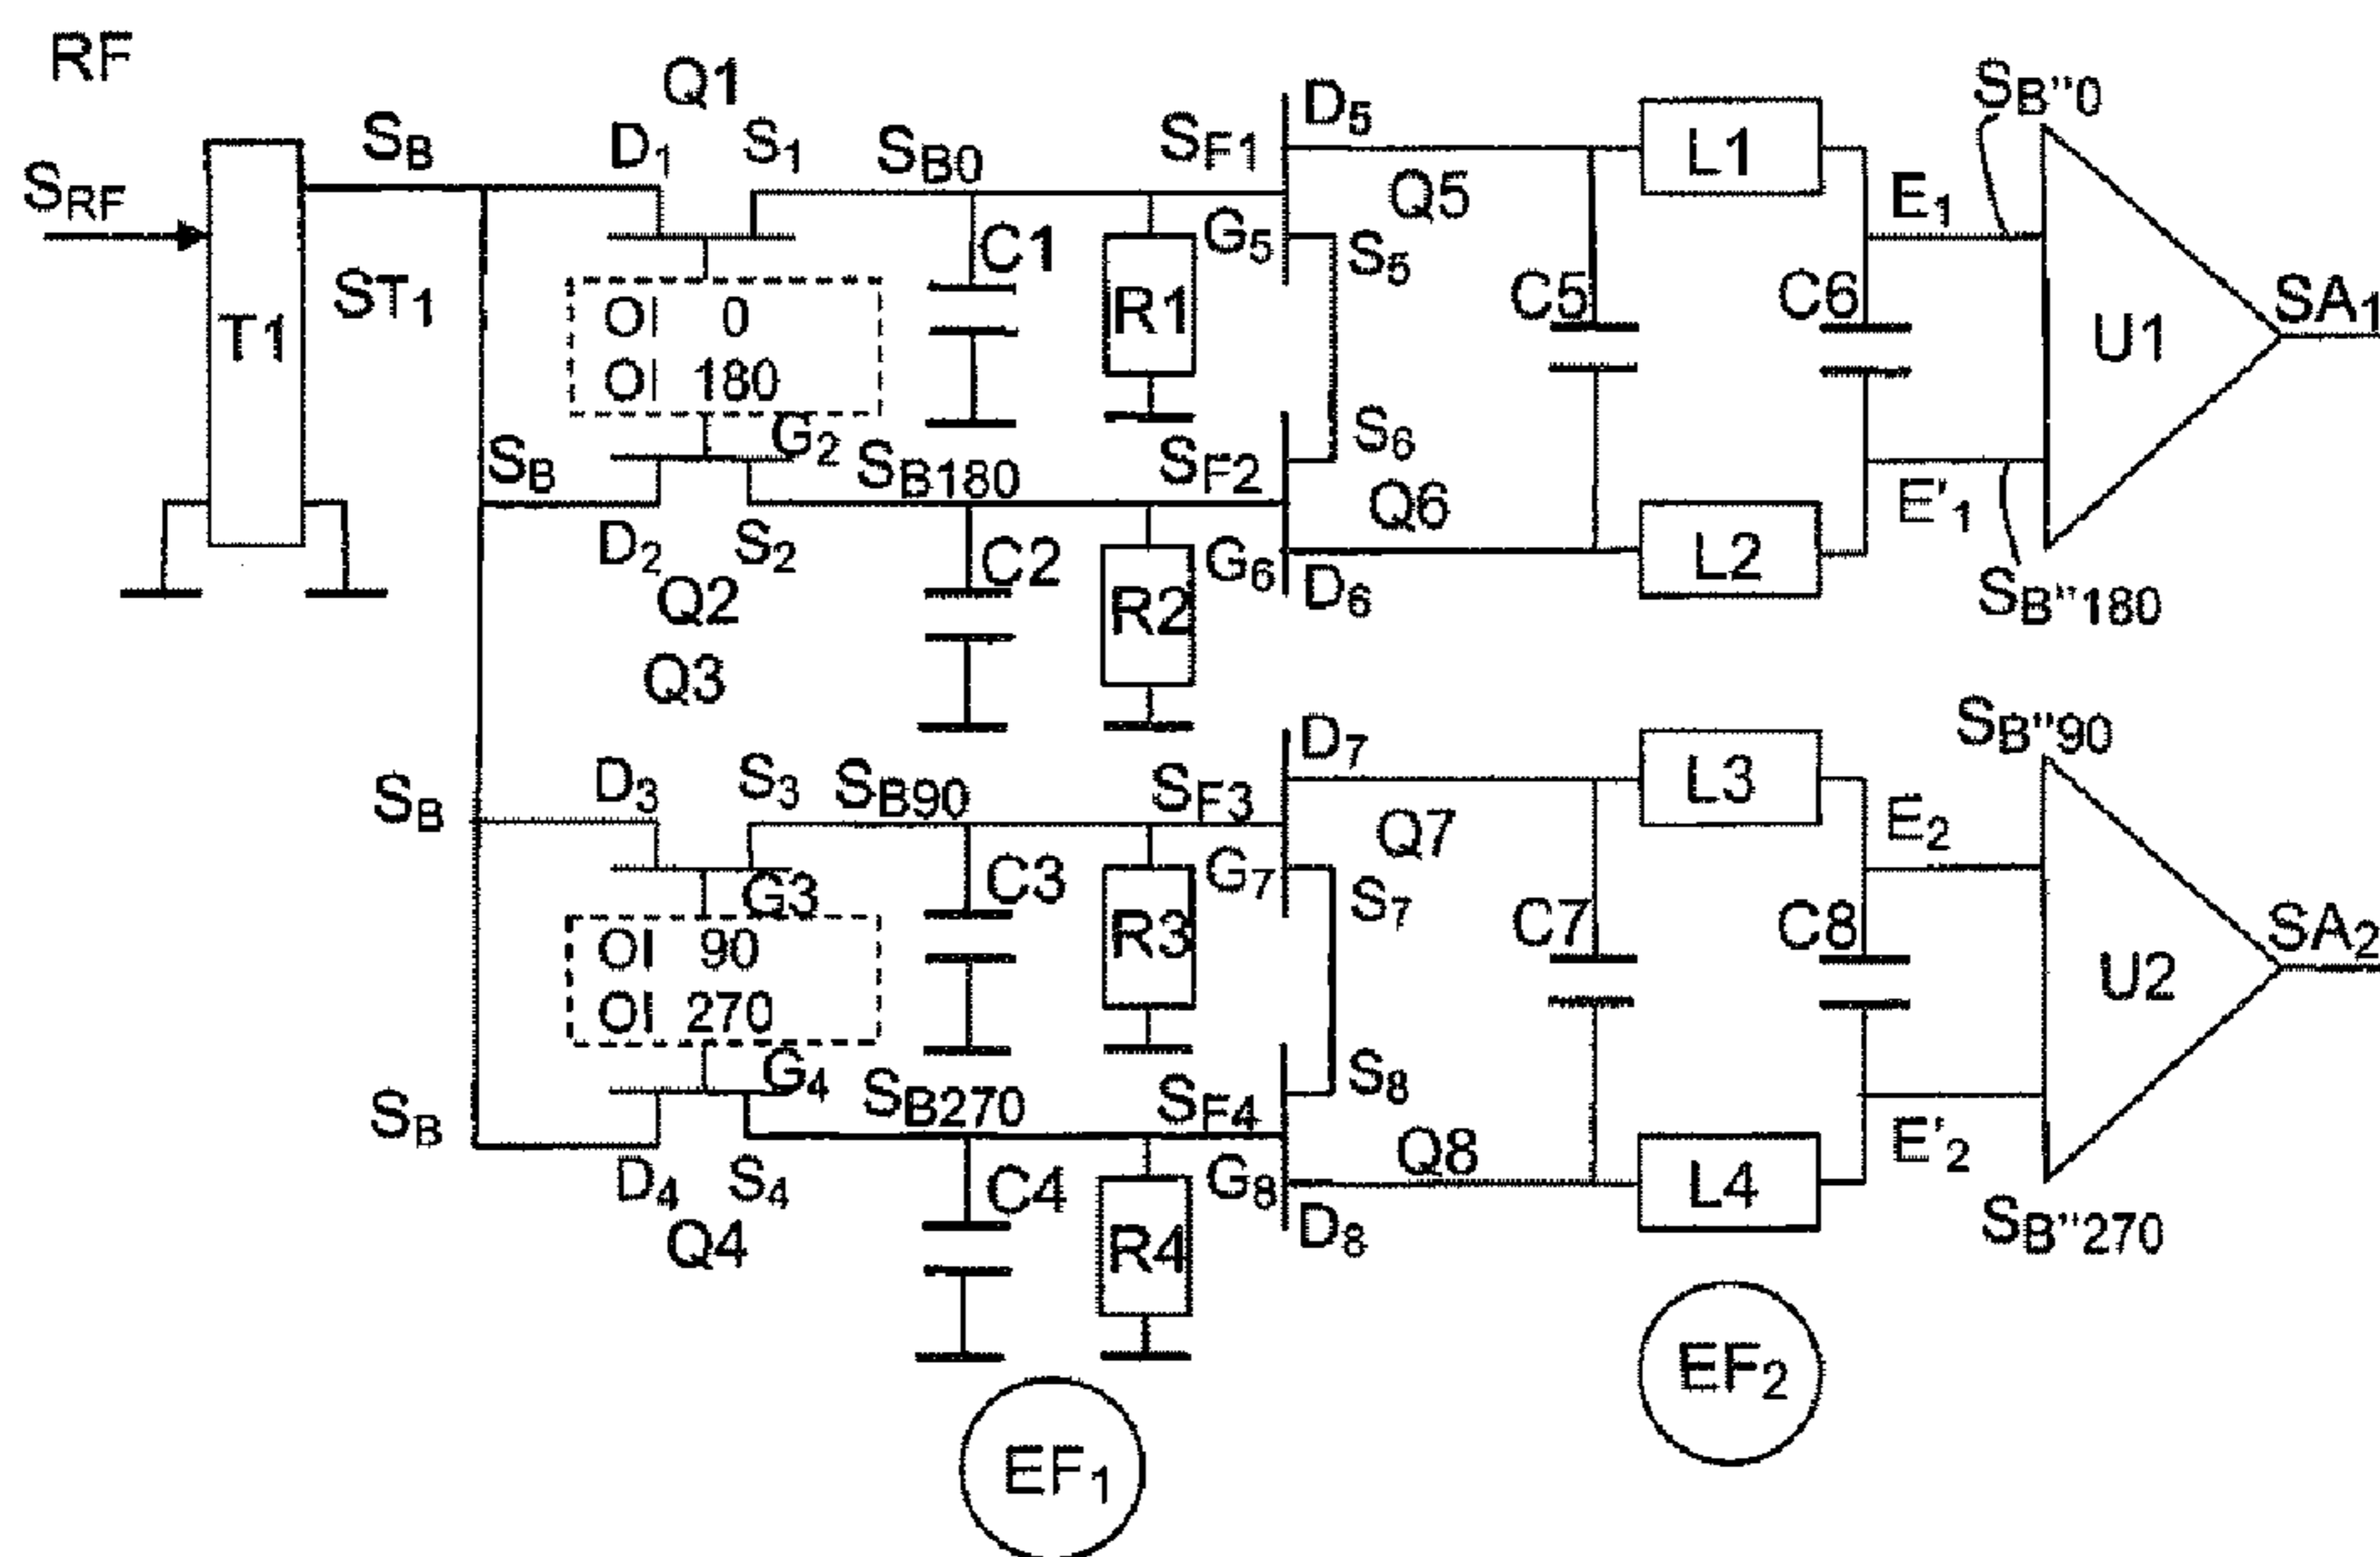 RF
Q1
D5
SB"0
SB
D1
S1
SB0
SF1
L1
SRF
Q5
E1
G5
S5
C1
ST1
C5
C6
SA1
OI 0
R1
T1
U1
OI 180
G2
S6
SB
SB180
SF2
Q6
E'1
D2
S2
C2
G6
L2
D6
SB"180
Q2
R2
Q3
SB"90
D7
D3
S3
SB90
SF3
L3
SB
E2
Q7
G3
C3
G7
S7
C7
C8
SA2
OI 90
R3
U2
OI 270
G4
S8
SB
SB270
SF4
E'2
Q8
D4
S4
C4
G8
L4
D8
SB"270
Q4
R4
EF2
EF1